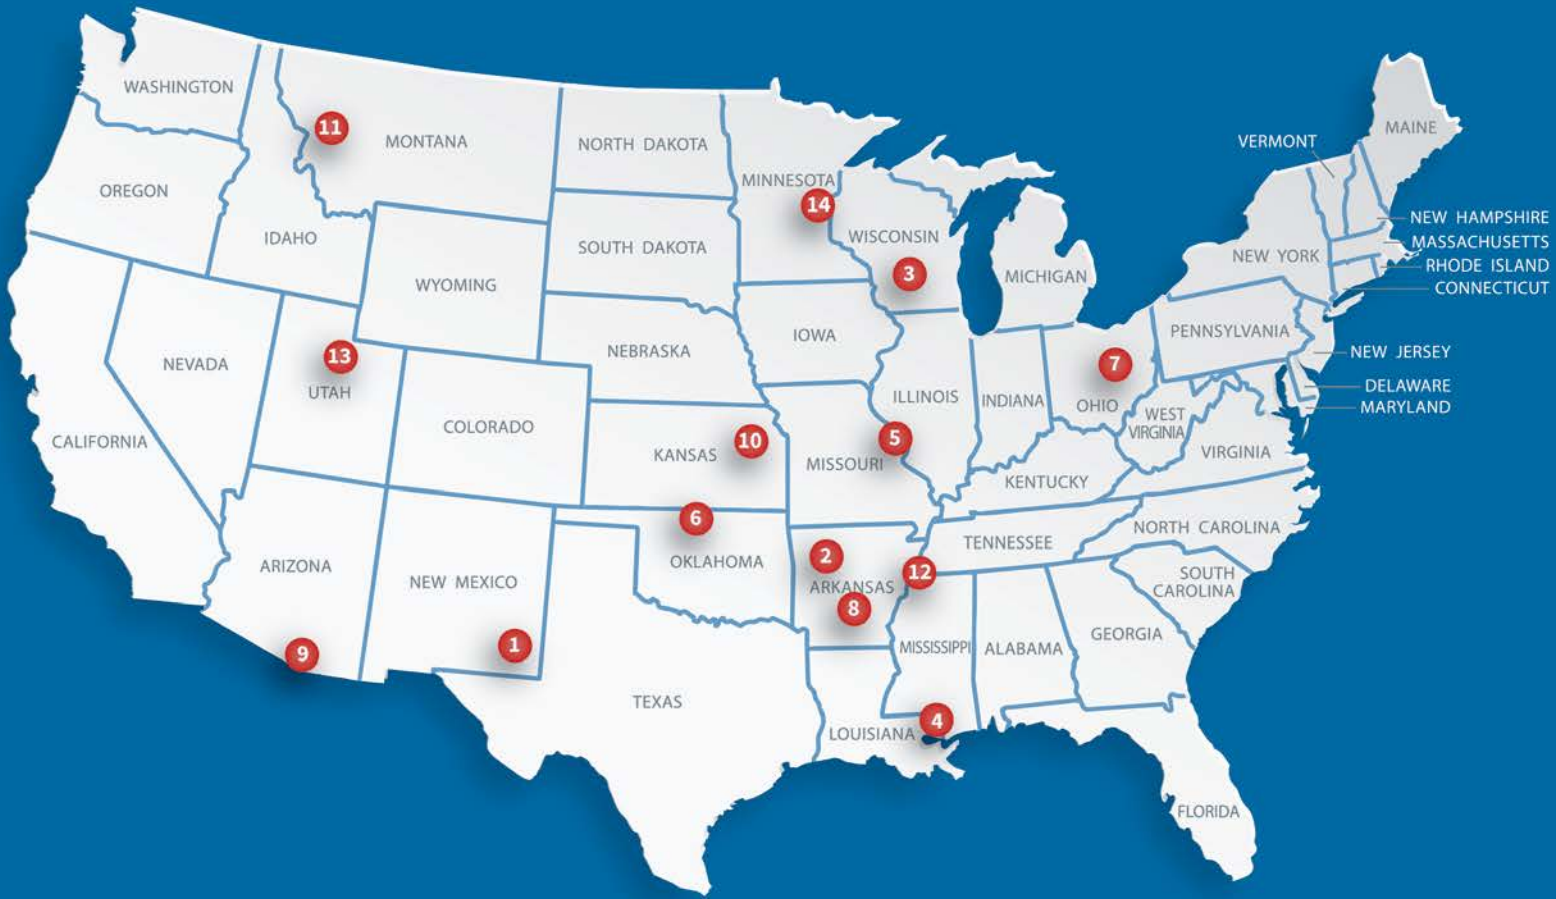 WASHINGTON
11
MONTANA
NORTH DAKOTA
MINNESOTA
14
VERMONT
MAINE
OREGON
IDAHO
SOUTH DAKOTA
WISCONSIN
3
MICHIGAN
NEW YORK
NEW HAMPSHIRE
MASSACHUSETTS
RHODE ISLAND
CONNECTICUT
WYOMING
NEVADA
13
UTAH
NEBRASKA
IOWA
ILLINOIS
INDIANA
7
OHIO
PENNSYLVANIA
NEW JERSEY
DELAWARE
MARYLAND
CALIFORNIA
COLORADO
KANSAS
10
MISSOURI
5
WEST
VIRGINIA
VIRGINIA
KENTUCKY
6
OKLAHOMA
2
ARKANSAS
8
12
TENNESSEE
NORTH CAROLINA
SOUTH
CAROLINA
ARIZONA
NEW MEXICO
9
1
TEXAS
MISSISSIPPI
ALABAMA
GEORGIA
LOUISIANA
4
FLORIDA